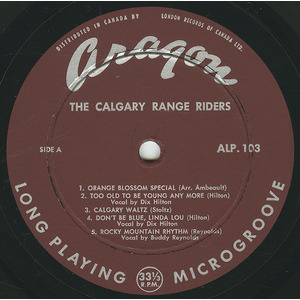 DISTRIBUTED IN CANADA BY LONDON RECORDS OF CANADA LTD.
aragon
THE CALGARY RANGE RIDERS
SIDE A ALP. 103
1. ORANGE BLOSSOM SPECIAL (Arr. Ambeault)
2. TOO OLD TO BE YOUNG ANY MORE (Hilton)
Vocal by Dix Hilton
3. CALGARY WALTZ (Stoltz)
4. DON'T BE BLUE, LINDA LOU (Hilton)
Vocal by Dix Hilton
5. ROCKY MOUNTAIN RHYTHM (Reynolds)
Vocal by Buddy Reynolds
LONG PLAYING MICROGROOVE
33⅓
R.P.M.